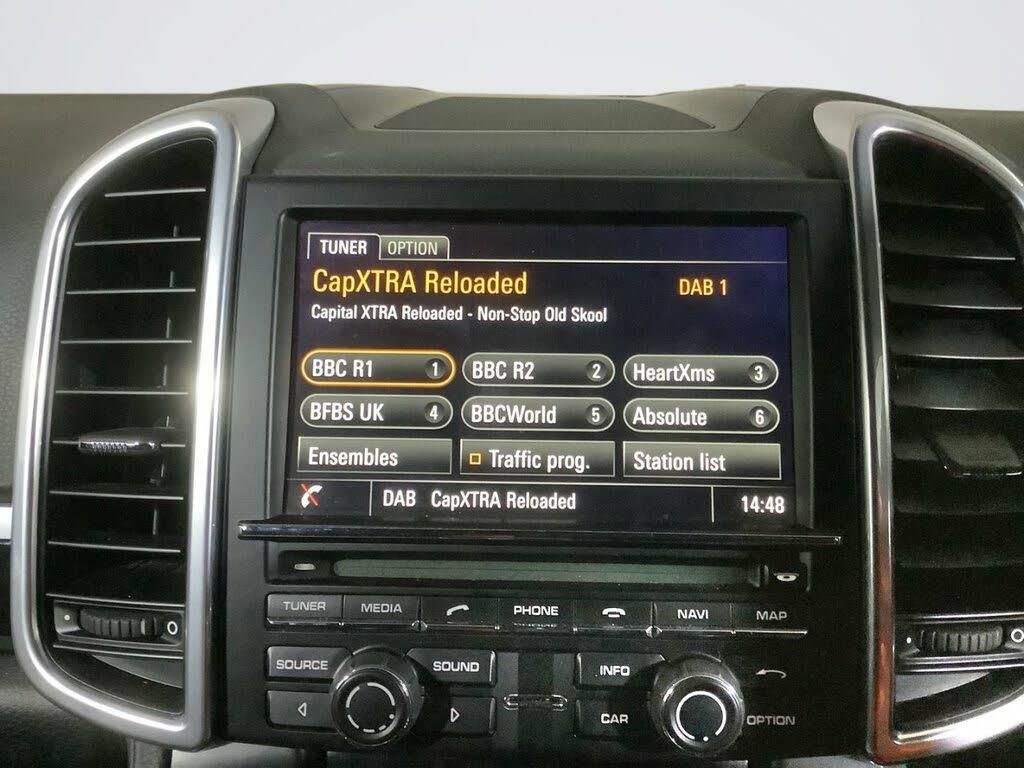 TUNER OPTION
CapXTRA Reloaded DAB 1
Capital XTRA Reloaded - Non-Stop Old Skool
BBC R1 1 BBC R2 2 HeartXms 3
BFBS UK 4 BBCWorld 5 Absolute 6
Ensembles Traffic prog. Station list
DAB CapXTRA Reloaded 14:48
TUNER MEDIA PHONE NAVI MAP
SOURCE SOUND INFO
CAR OPTION